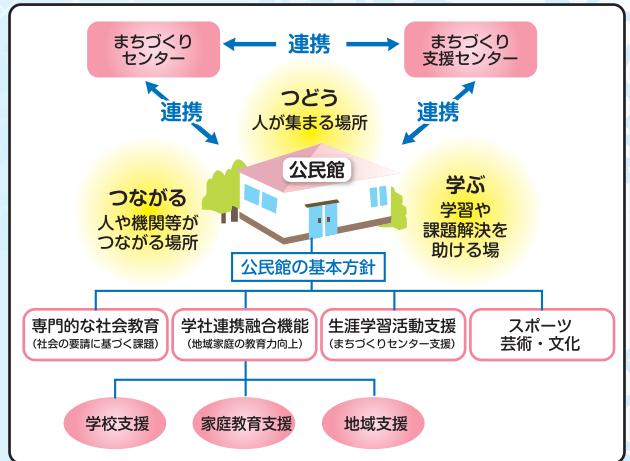 まちづくり
センター
連携
まちづくり
支援センター
連携
つどう
人が集まる場所
連携
公民館
つながる
人や機関等が
つながる場所
学ぶ
学習や
課題解決を
助ける場
公民館の基本方針
専門的な社会教育
（社会の要請に基づく課題）
学社連携融合機能
（地域家庭の教育力向上）
生涯学習活動支援
（まちづくりセンター支援）
スポーツ
芸術・文化
学校支援
家庭教育支援
地域支援